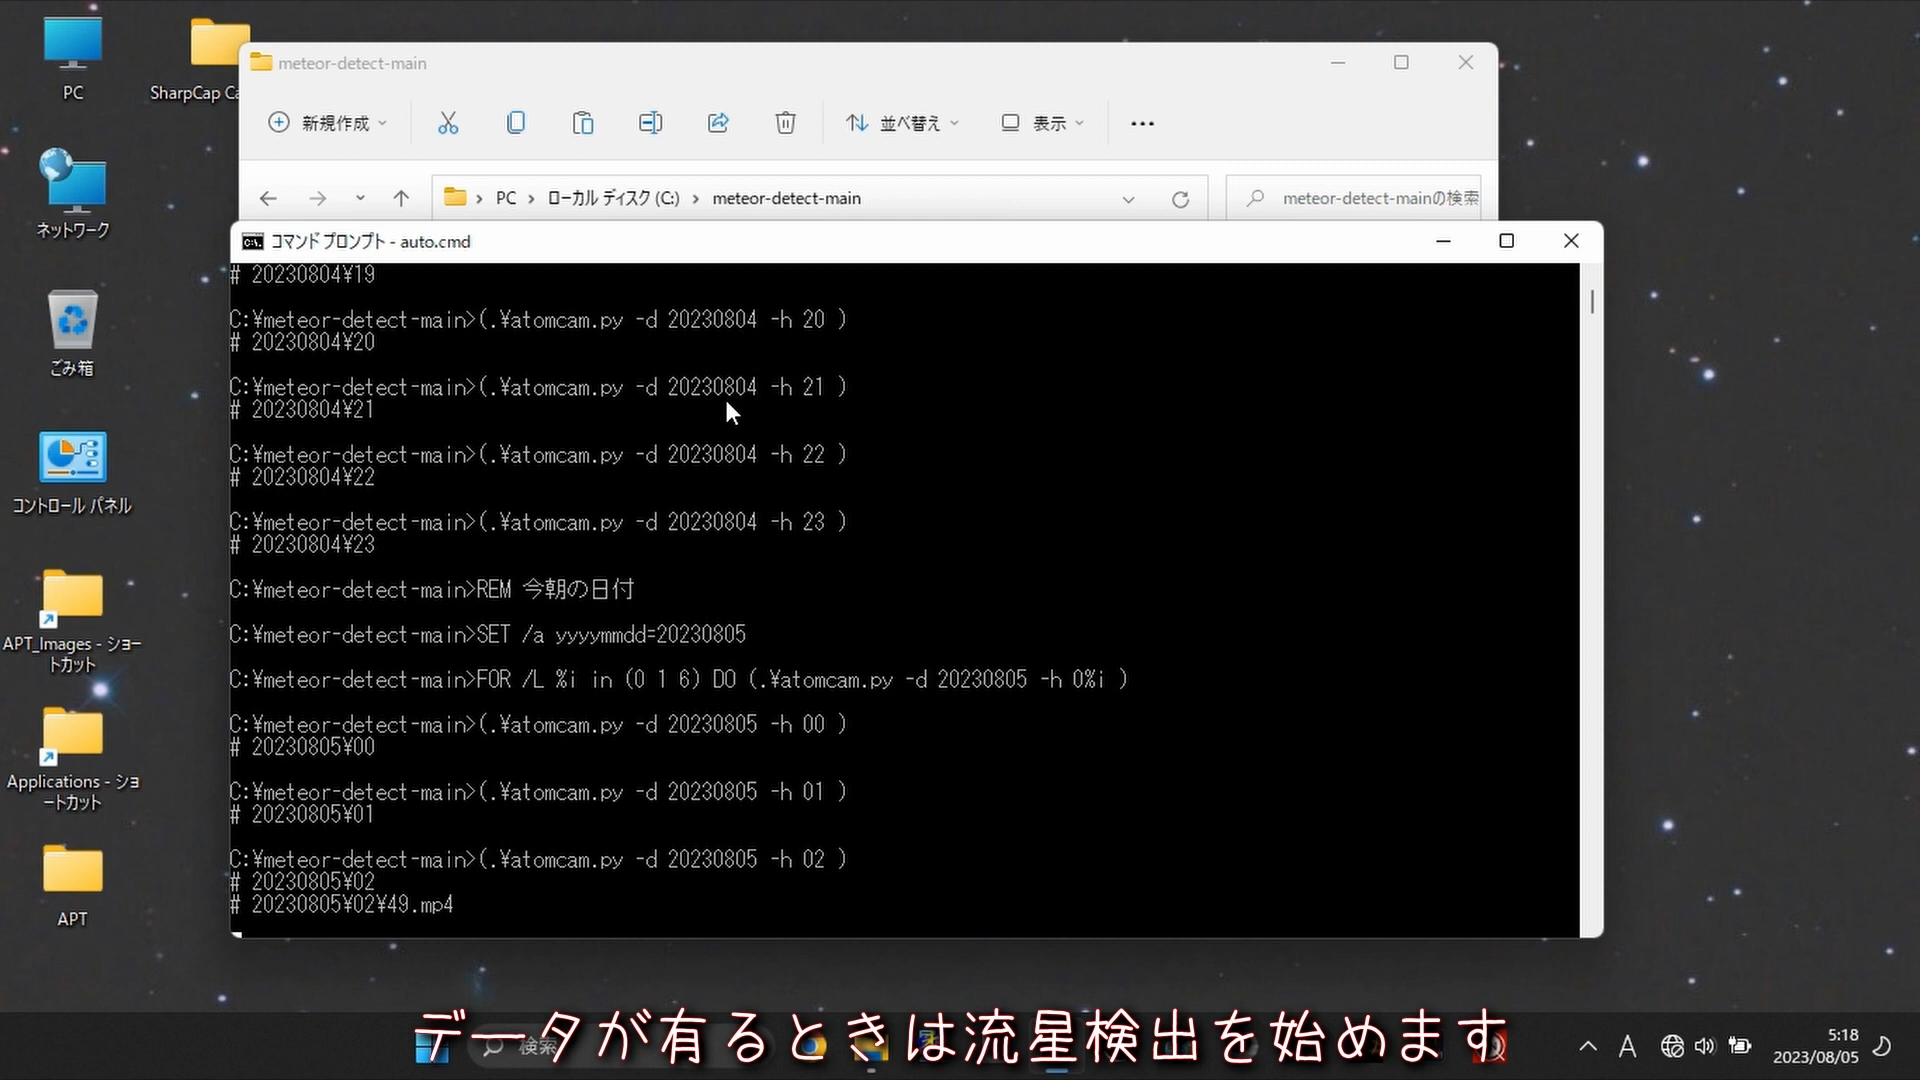 PC
SharpCap Ca
ネットワーク
ごみ箱
コントロール パネル
APT_Images - ショー
トカット
Applications - ショ
ートカット
APT
meteor-detect-main
新規作成
並べ替え
表示
PC
ローカル ディスク (C:)
meteor-detect-main
meteor-detect-mainの検索
コマンド プロンプト - auto.cmd
# 20230804¥19
C:¥meteor-detect-main>(.¥atomcam.py -d 20230804 -h 20 )
# 20230804¥20
C:¥meteor-detect-main>(.¥atomcam.py -d 20230804 -h 21 )
# 20230804¥21
C:¥meteor-detect-main>(.¥atomcam.py -d 20230804 -h 22 )
# 20230804¥22
C:¥meteor-detect-main>(.¥atomcam.py -d 20230804 -h 23 )
# 20230804¥23
C:¥meteor-detect-main>REM 今朝の日付
C:¥meteor-detect-main>SET /a yyyymmdd=20230805
C:¥meteor-detect-main>FOR /L %i in (0 1 6) DO (.¥atomcam.py -d 20230805 -h 0%i )
C:¥meteor-detect-main>(.¥atomcam.py -d 20230805 -h 00 )
# 20230805¥00
C:¥meteor-detect-main>(.¥atomcam.py -d 20230805 -h 01 )
# 20230805¥01
C:¥meteor-detect-main>(.¥atomcam.py -d 20230805 -h 02 )
# 20230805¥02
# 20230805¥02¥49.mp4
データが有るときは流星検出を始めます
検索
A
5:18
2023/08/05